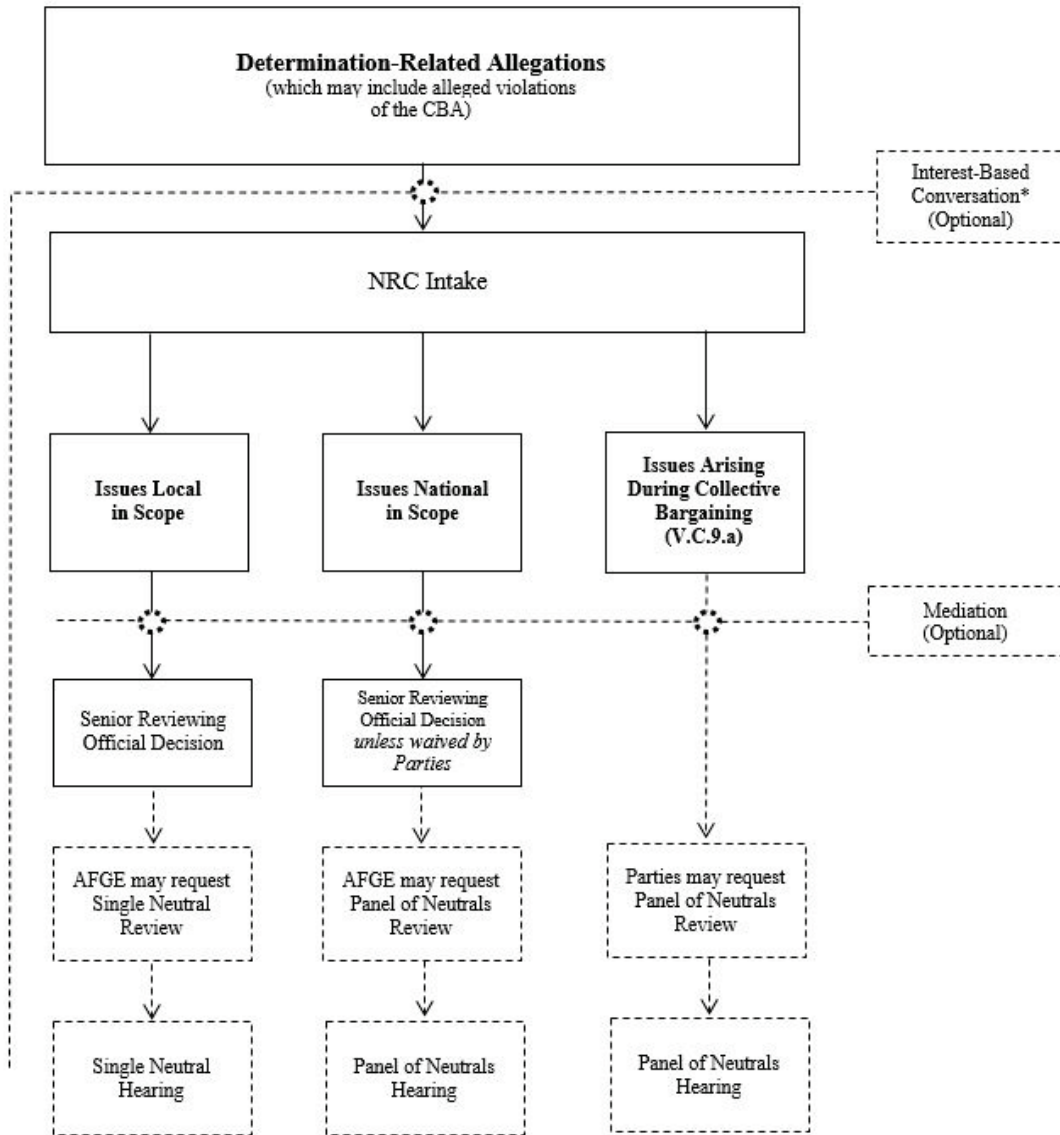 Determination-Related Allegations
(which may include alleged violations
of the CBA)
Interest-Based
Conversation*
(Optional)
NRC Intake
Issues Local
in Scope
Issues National
in Scope
Issues Arising
During Collective
Bargaining
(V.C.9.a)
Mediation
(Optional)
Senior Reviewing
Official Decision
Senior Reviewing
Official Decision
unless waived by
Parties
AFGE may request
Single Neutral
Review
AFGE may request
Panel of Neutrals
Review
Parties may request
Panel of Neutrals
Review
Single Neutral
Hearing
Panel of Neutrals
Hearing
Panel of Neutrals
Hearing